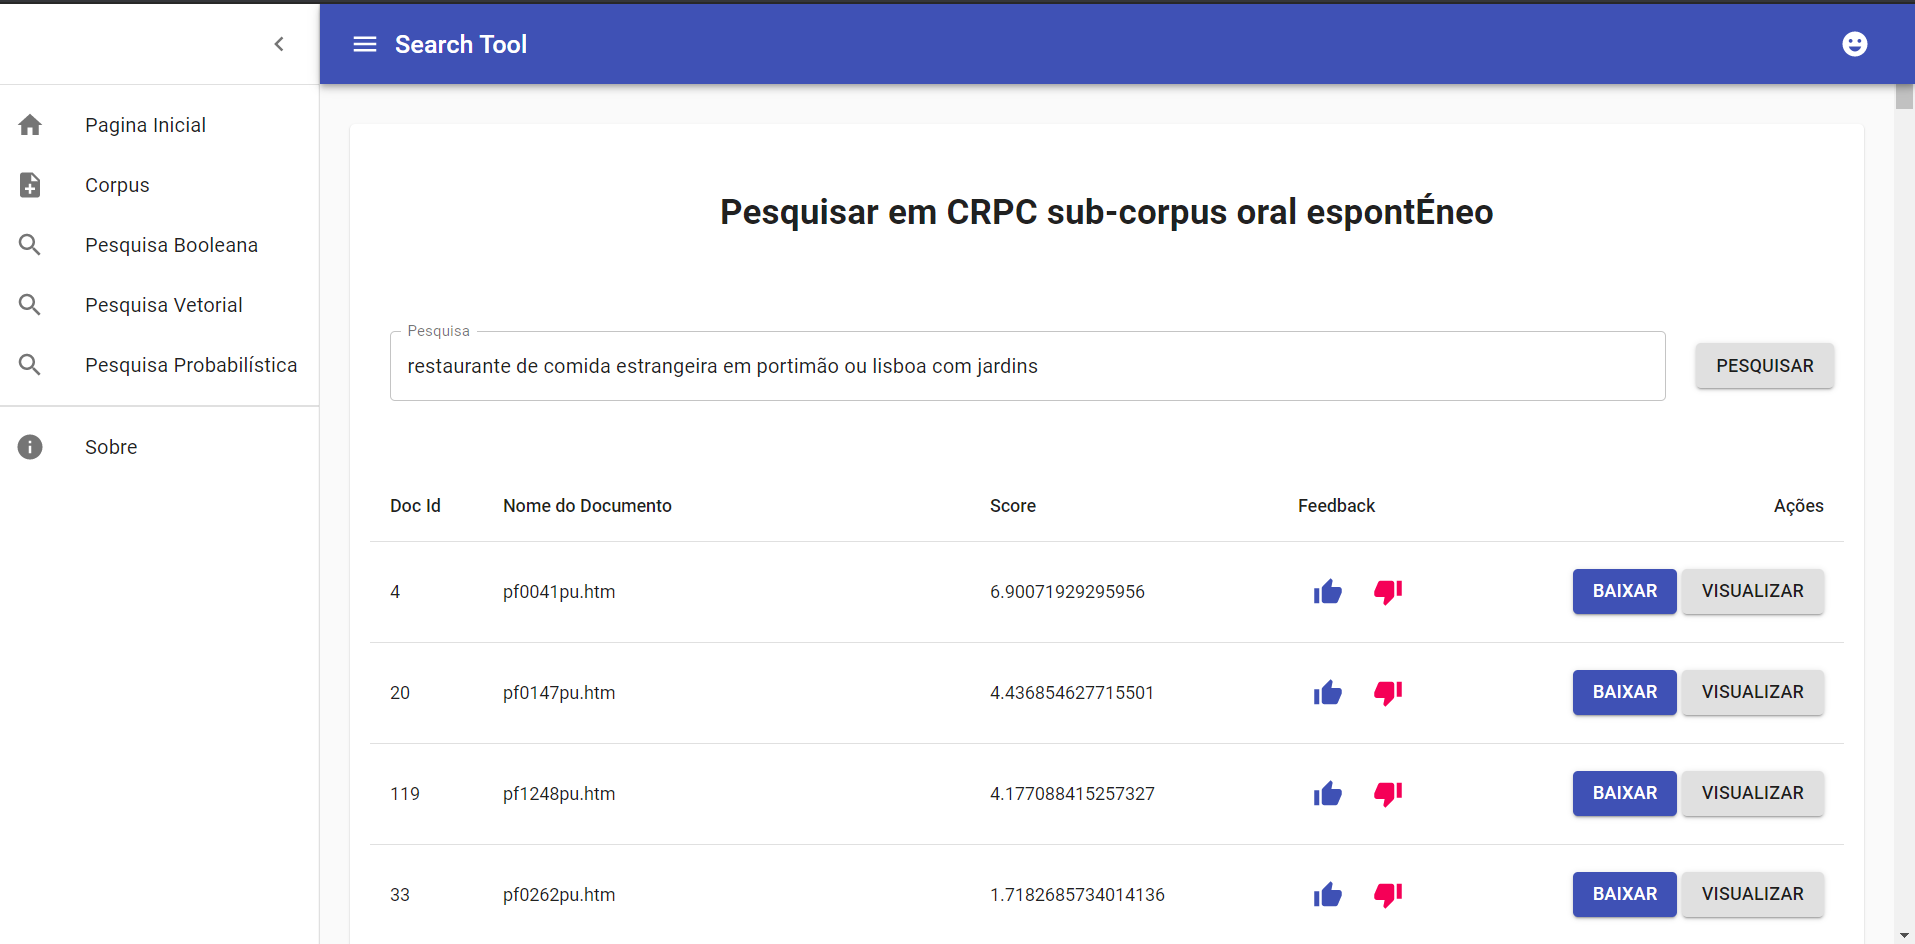 Search Tool
Pagina Inicial
Corpus
Pesquisa Booleana
Pesquisa Vetorial
Pesquisa Probabilística
Sobre
Pesquisar em CRPC sub-corpus oral espontÉneo
Pesquisa
restaurante de comida estrangeira em portimão ou lisboa com jardins
PESQUISAR
Doc Id Nome do Documento Score Feedback Ações
4 pf0041pu.htm 6.90071929295956 BAIXAR VISUALIZAR
20 pf0147pu.htm 4.436854627715501 BAIXAR VISUALIZAR
119 pf1248pu.htm 4.177088415257327 BAIXAR VISUALIZAR
33 pf0262pu.htm 1.7182685734014136 BAIXAR VISUALIZAR